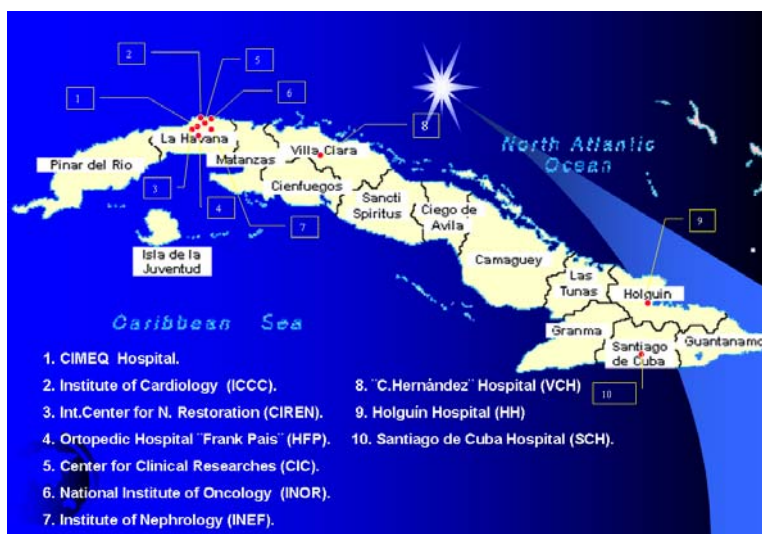 2
5
1
6
8
La Havana
Villa Clara
North Atlantic
Ocean
Pinar del Río
Matanzas
Cienfuegos
3
4
Sancti
Spiritus
Ciego de
Avila
7
9
Isla de la
Juventud
Camaguey
Las
Tunas
Holguin
Caribbean Sea
Granma
Santiago
de Cuba
Guantanamo
10
1. CIMEQ Hospital.
2. Institute of Cardiology (ICCC).
3. Int.Center for N. Restoration (CIREN).
4. Ortopedic Hospital ¨Frank Pais¨ (HFP).
5. Center for Clinical Researches (CIC).
6. National Institute of Oncology (INOR).
7. Institute of Nephrology (INEF).
8. ¨C.Hernández¨ Hospital (VCH)
9. Holguín Hospital (HH)
10. Santiago de Cuba Hospital (SCH).